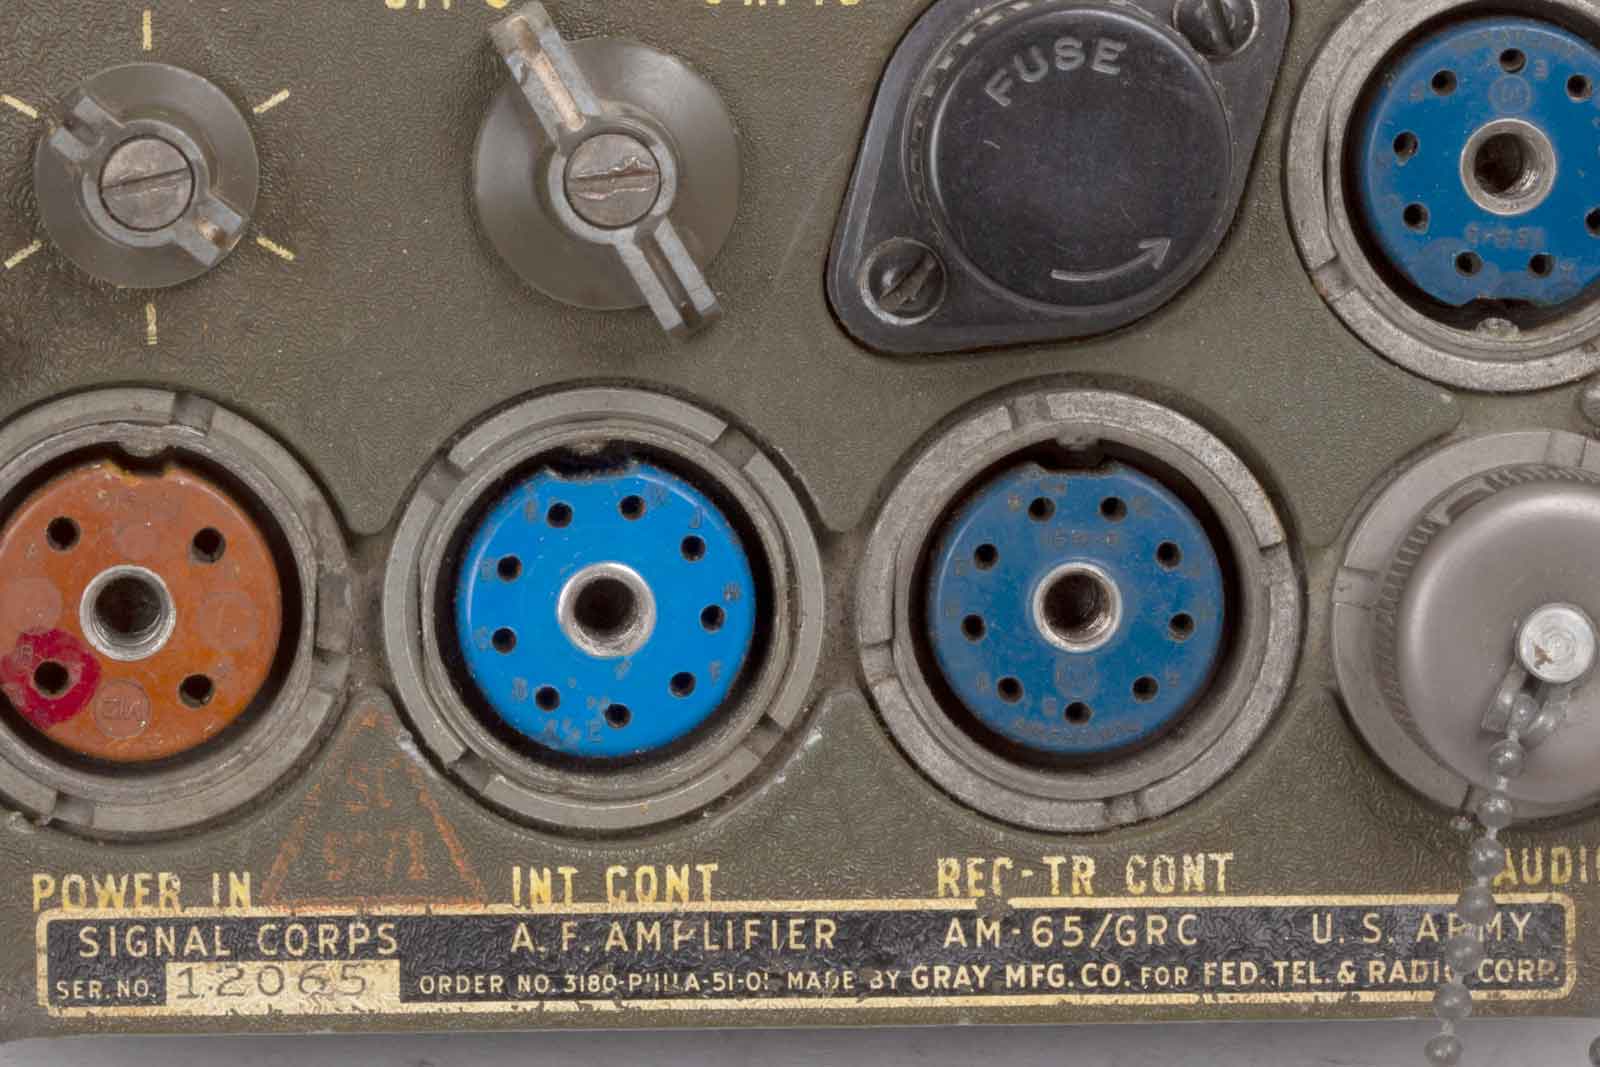 FUSE
POWER IN
INT CONT
REC-TR CONT
AUDIO
SIGNAL CORPS A.F. AMPLIFIER AM-65/GRC U.S. ARMY
SER. NO. 12065 ORDER NO. 3180-PHILA-51-01 MADE BY GRAY MFG. CO. FOR FED. TEL. & RADIO CORP.